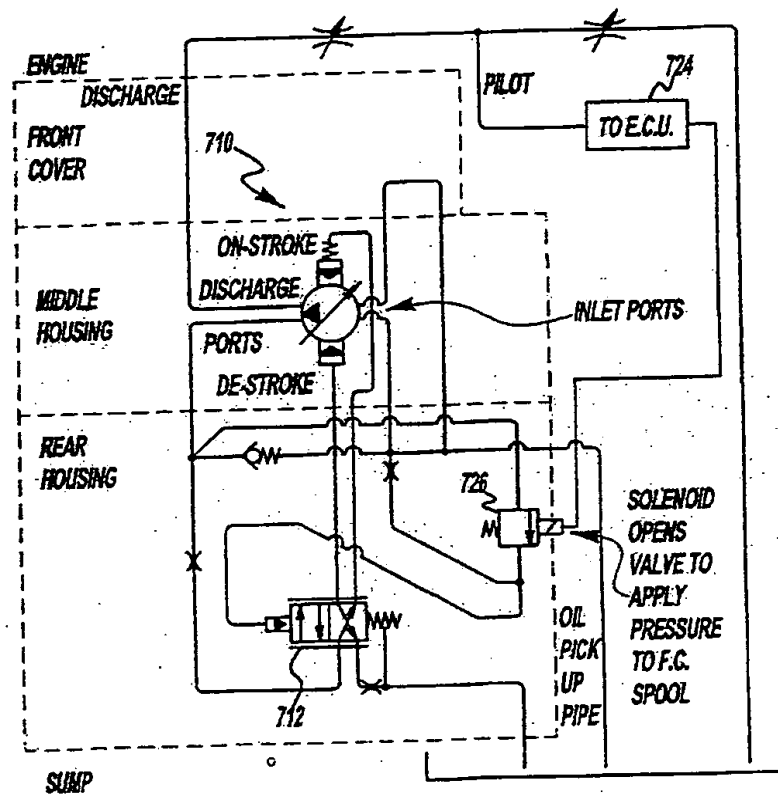 ENGINE
DISCHARGE
PILOT
724
TO E.C.U.
FRONT
COVER
710
ON-STROKE
DISCHARGE
MIDDLE
HOUSING
INLET PORTS
PORTS
DE-STROKE
REAR
HOUSING
726
SOLENOID
OPENS
VALVE TO
APPLY
PRESSURE
TO F.C.
SPOOL
OIL
PICK
UP
PIPE
712
SUMP